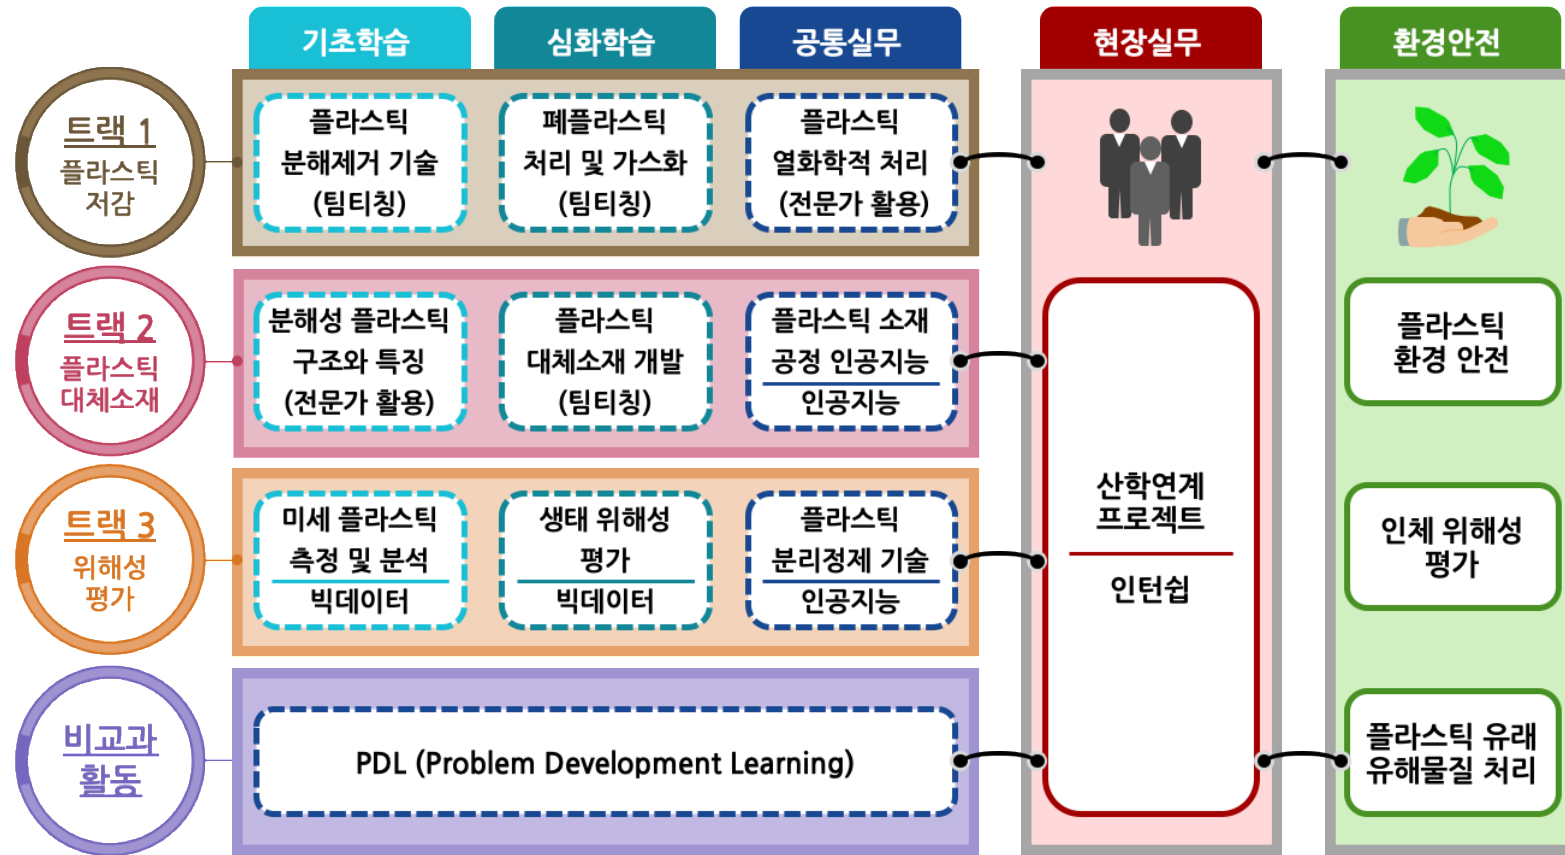 기초학습
심화학습
공통실무
현장실무
환경안전
트랙 1
플라스틱
저감
플라스틱
분해제거 기술
(팀티칭)
폐플라스틱
처리 및 가스화
(팀티칭)
플라스틱
열화학적 처리
(전문가 활용)
트랙 2
플라스틱
대체소재
분해성 플라스틱
구조와 특징
(전문가 활용)
플라스틱
대체소재 개발
(팀티칭)
플라스틱 소재
공정 인공지능
인공지능
트랙 3
위해성
평가
미세 플라스틱
측정 및 분석
빅데이터
생태 위해성
평가
빅데이터
플라스틱
분리정제 기술
인공지능
비교과
활동
PDL (Problem Development Learning)
산학연계
프로젝트
인턴쉽
플라스틱
환경 안전
인체 위해성
평가
플라스틱 유래
유해물질 처리